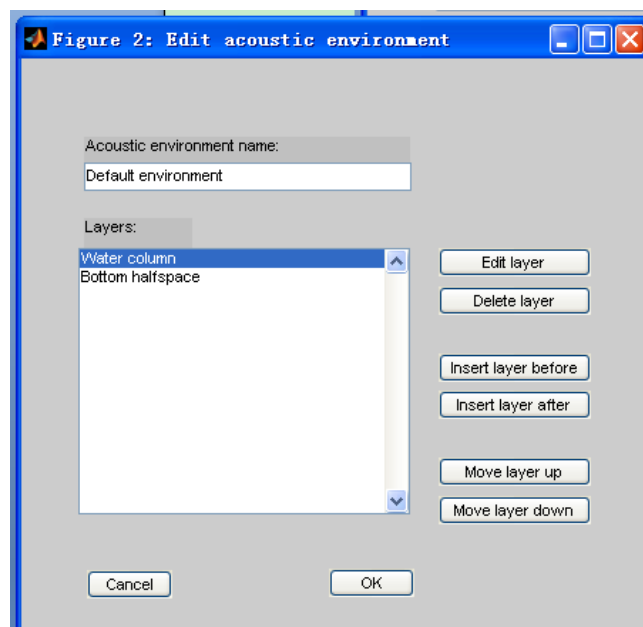 Figure 2: Edit acoustic environment
Acoustic environment name:
Default environment
Layers:
Water column
Bottom halfspace
Edit layer
Delete layer
Insert layer before
Insert layer after
Move layer up
Move layer down
Cancel
OK